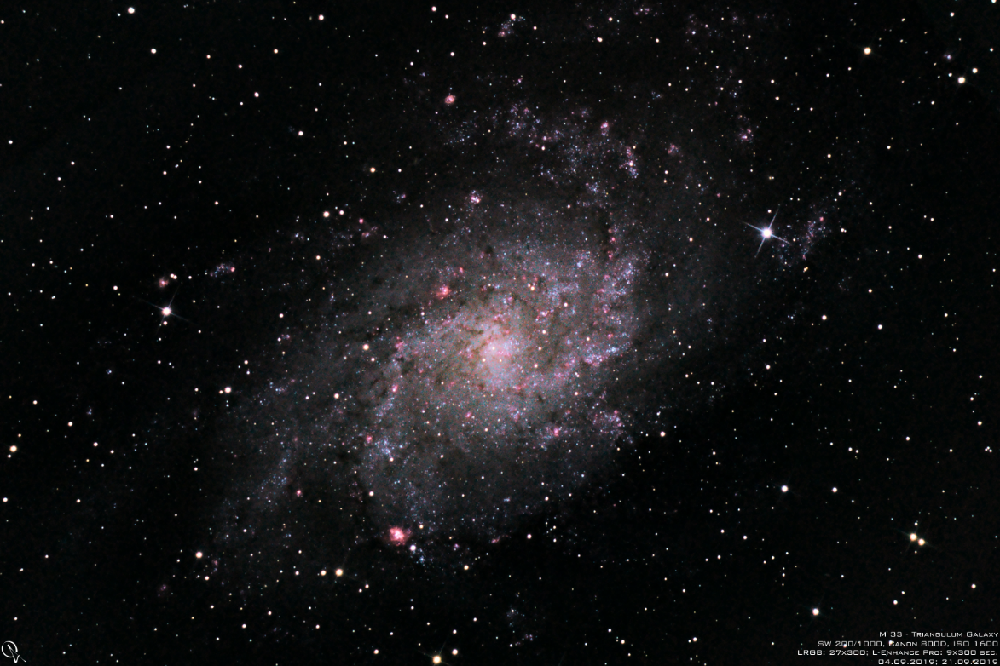 M 33 - Triangulum Galaxy
SW 200/1000, Canon 800D, ISO 1600
LRGB: 27x300; L-Enhance Pro: 9x300 sec.
04.09.2019; 21.09.2019